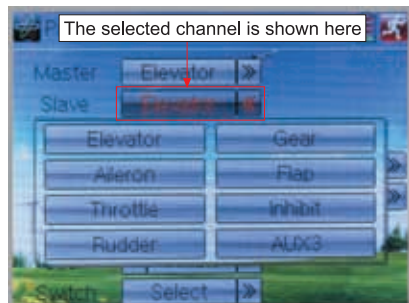 The selected channel is shown here
Master Elevator
Slave Elevator
Elevator Gear
Aileron Flap
Throttle Inhibit
Rudder AUX3
Switch Select